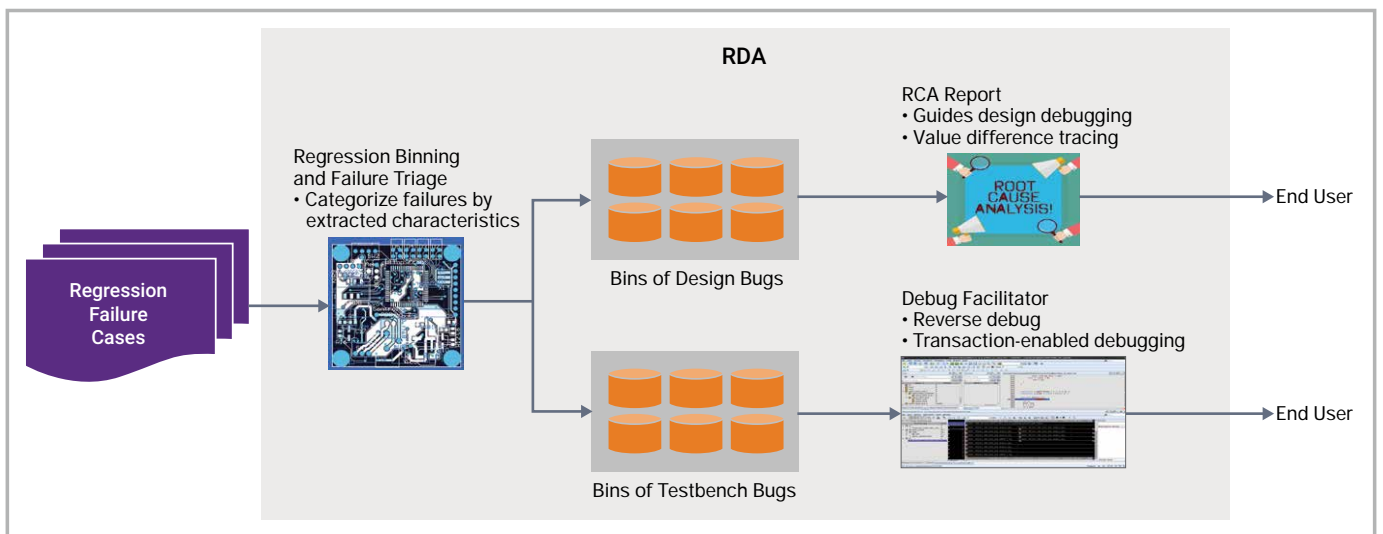 RDA
Regression
Failure
Cases
Regression Binning
and Failure Triage
• Categorize failures by
extracted characteristics
Bins of Design Bugs
Bins of Testbench Bugs
RCA Report
• Guides design debugging
• Value difference tracing
ROOT
CAUSE
ANALYSIS!
End User
Debug Facilitator
• Reverse debug
• Transaction-enabled debugging
End User